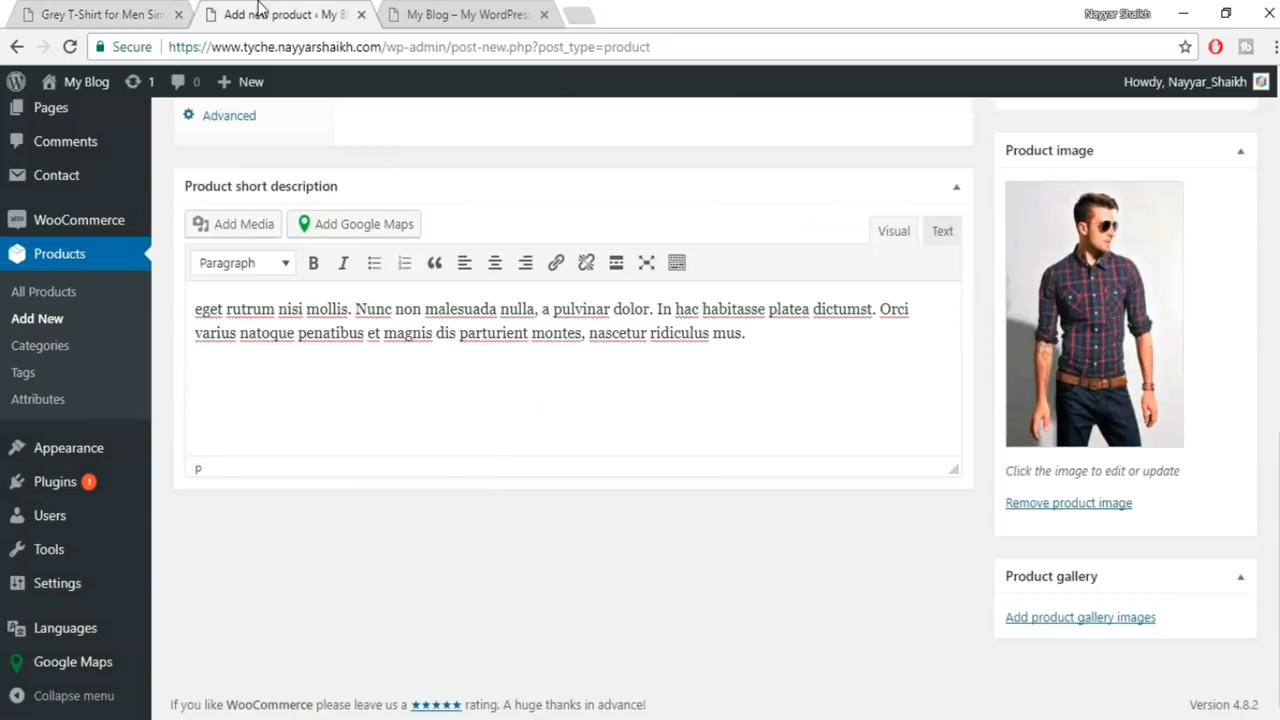 Grey T-Shirt for Men Sim
Add new product ‹ My B
My Blog – My WordPress
Nayyar Shaikh
Secure
https://www.tyche.nayyarshaikh.com/wp-admin/post-new.php?post_type=product
My Blog
1
0
New
Howdy, Nayyar_Shaikh
Pages
Comments
Contact
WooCommerce
Products
All Products
Add New
Categories
Tags
Attributes
Appearance
Plugins 1
Users
Tools
Settings
Languages
Google Maps
Collapse menu
Advanced
Product short description
Add Media
Add Google Maps
Visual
Text
Paragraph
eget rutrum nisi mollis. Nunc non malesuada nulla, a pulvinar dolor. In hac habitasse platea dictumst. Orci
varius natoque penatibus et magnis dis parturient montes, nascetur ridiculus mus.
p
Product image
Click the image to edit or update
Remove product image
Product gallery
Add product gallery images
If you like WooCommerce please leave us a ★★★★★ rating. A huge thanks in advance!
Version 4.8.2